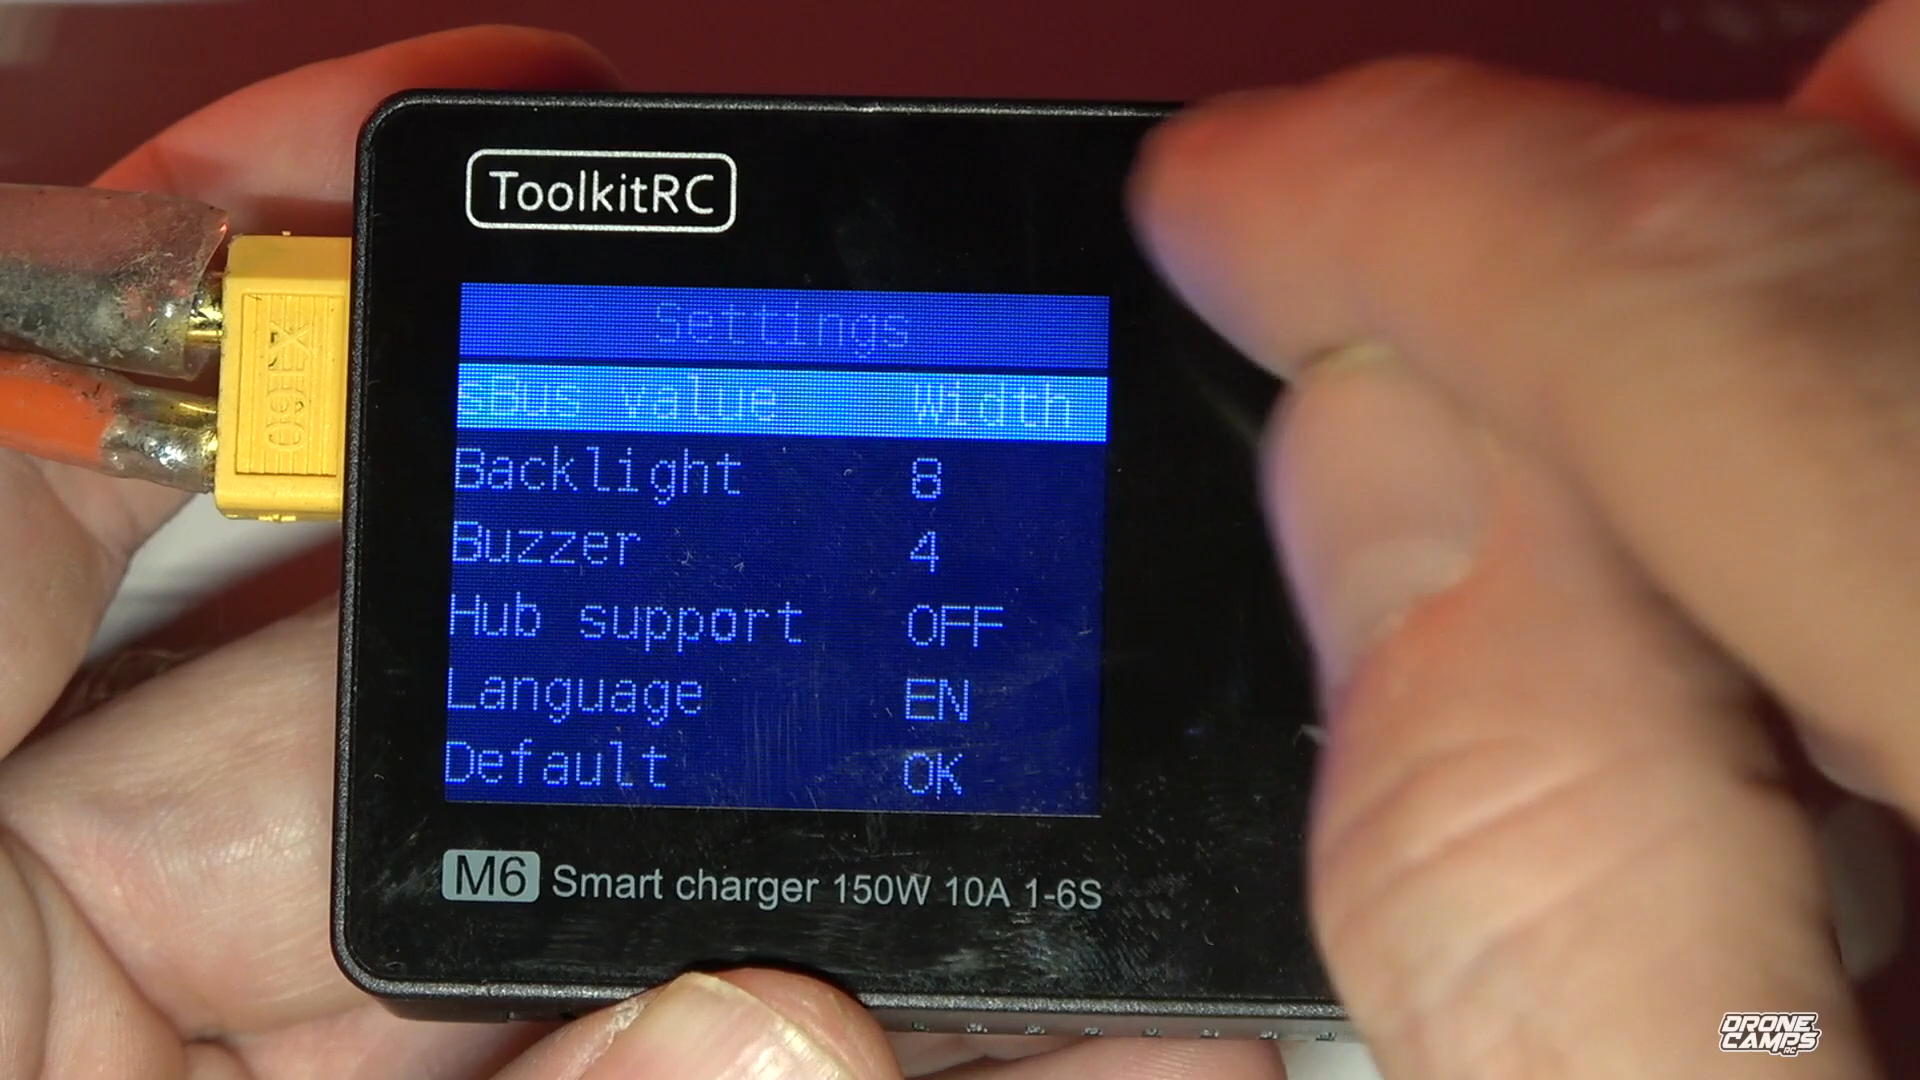 ToolkitRC
Settings
sBus value Width
Backlight 8
Buzzer 4
Hub support OFF
Language EN
Default OK
M6 Smart charger 150W 10A 1-6S
XT60
DRONE
CAMPS
RC